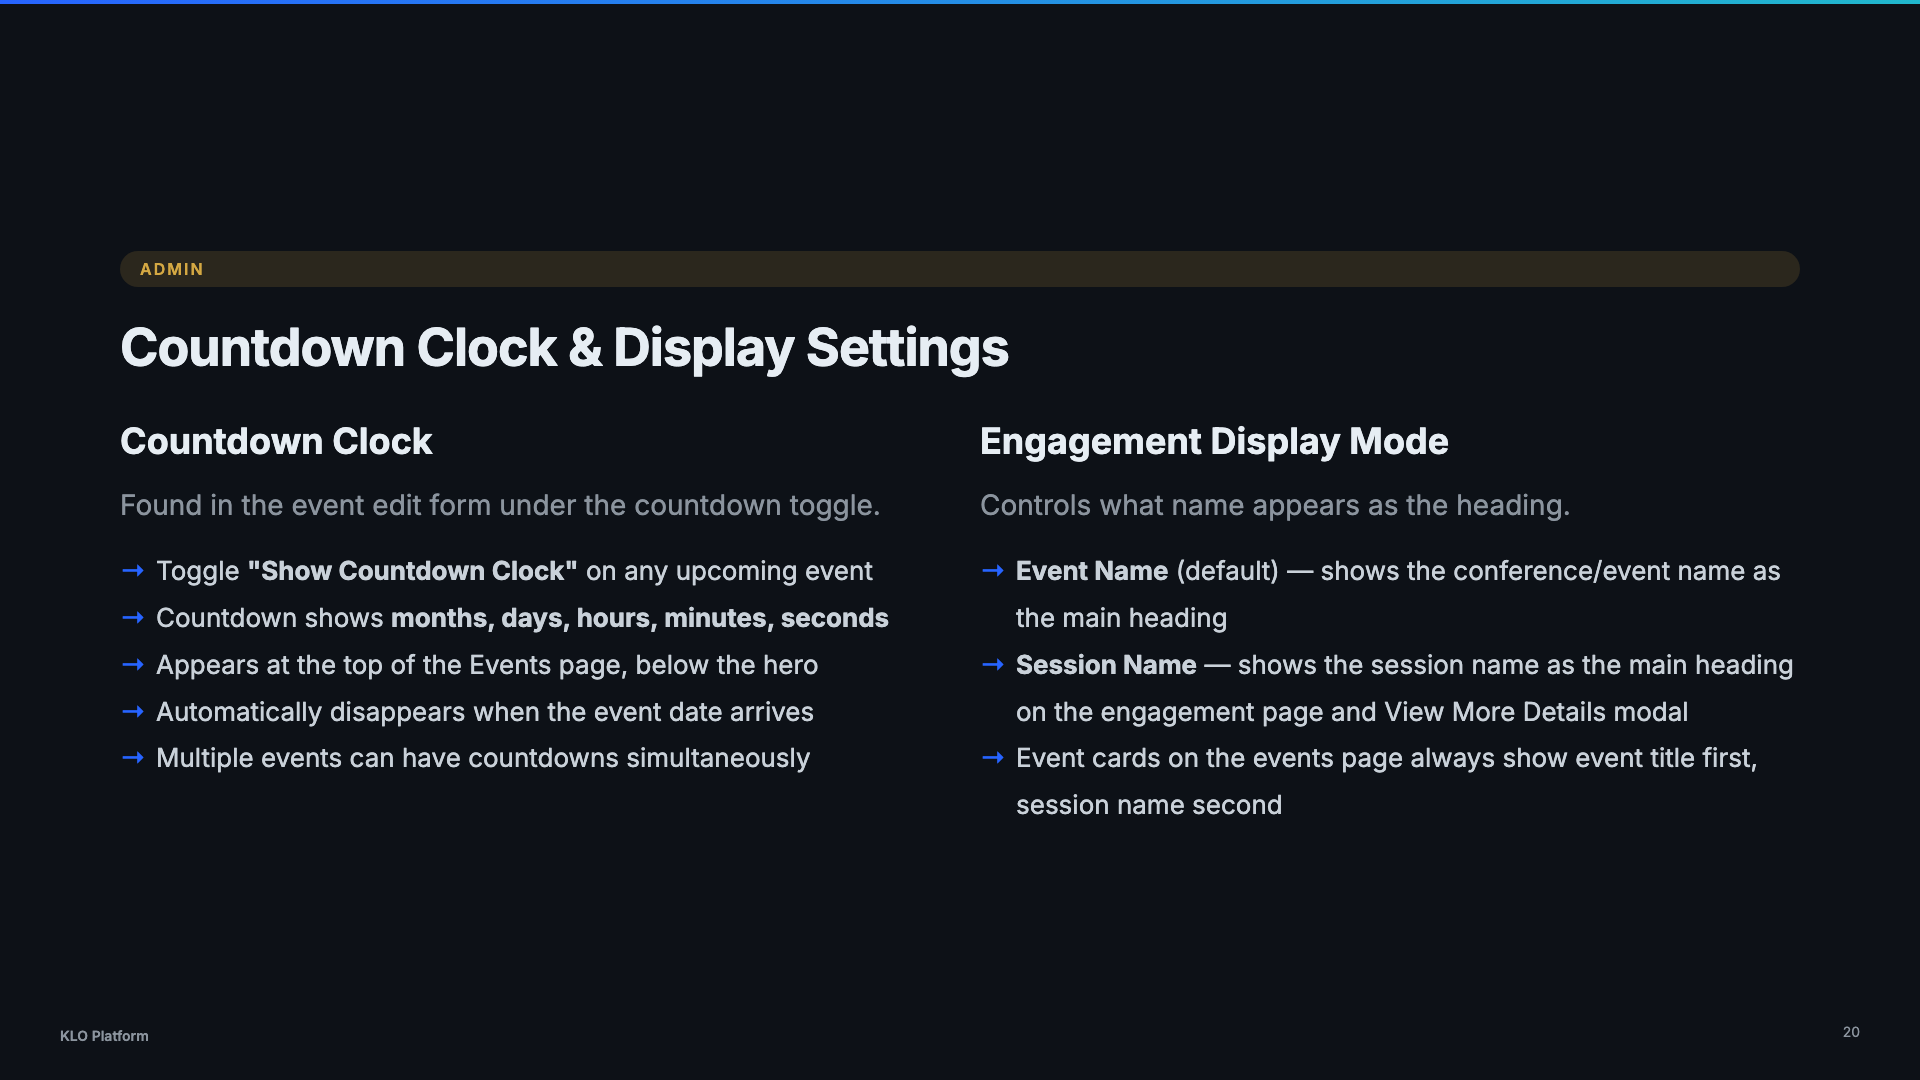 ADMIN
Countdown Clock & Display Settings
Countdown Clock
Found in the event edit form under the countdown toggle.
→ Toggle "Show Countdown Clock" on any upcoming event
→ Countdown shows months, days, hours, minutes, seconds
→ Appears at the top of the Events page, below the hero
→ Automatically disappears when the event date arrives
→ Multiple events can have countdowns simultaneously
Engagement Display Mode
Controls what name appears as the heading.
→ Event Name (default) — shows the conference/event name as
the main heading
→ Session Name — shows the session name as the main heading
on the engagement page and View More Details modal
→ Event cards on the events page always show event title first,
session name second
KLO Platform
20